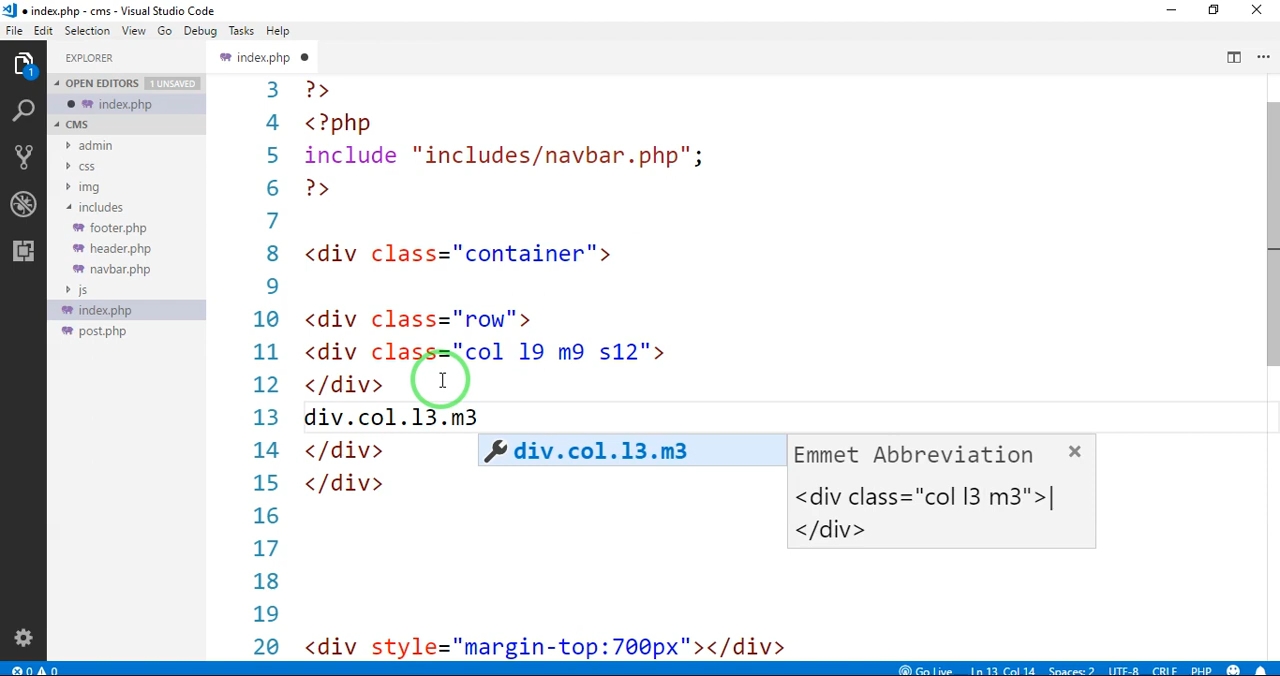 ● index.php - cms - Visual Studio Code
File Edit Selection View Go Debug Tasks Help
EXPLORER
index.php ●
OPEN EDITORS 1 UNSAVED
● index.php
CMS
admin
css
img
includes
footer.php
header.php
navbar.php
js
index.php
post.php
1
3 ?>
4 <?php
5 include "includes/navbar.php";
6 ?>
7
8 <div class="container">
9
10 <div class="row">
11 <div class="col l9 m9 s12">
12 </div>
13 div.col.l3.m3
14 </div>
15 </div>
16
17
18
19
20 <div style="margin-top:700px"></div>
div.col.l3.m3
Emmet Abbreviation ×
<div class="col l3 m3">|
</div>
0 0 Go Live Ln 13, Col 14 Spaces: 2 UTF-8 CRLF PHP